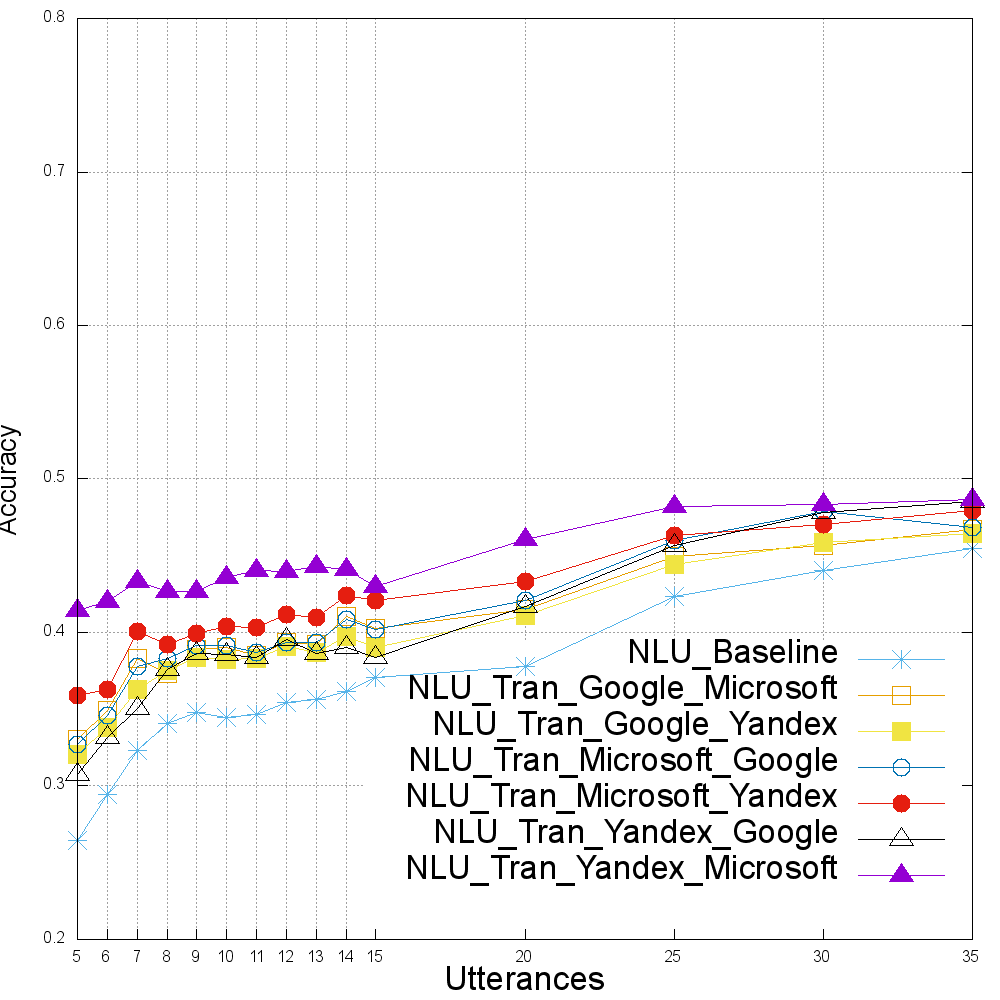 0.8
0.7
0.6
0.5
0.4
0.3
0.2
Accuracy
NLU_Baseline
NLU_Tran_Google_Microsoft
NLU_Tran_Google_Yandex
NLU_Tran_Microsoft_Google
NLU_Tran_Microsoft_Yandex
NLU_Tran_Yandex_Google
NLU_Tran_Yandex_Microsoft
5 6 7 8 9 10 11 12 13 14 15 20 25 30 35
Utterances